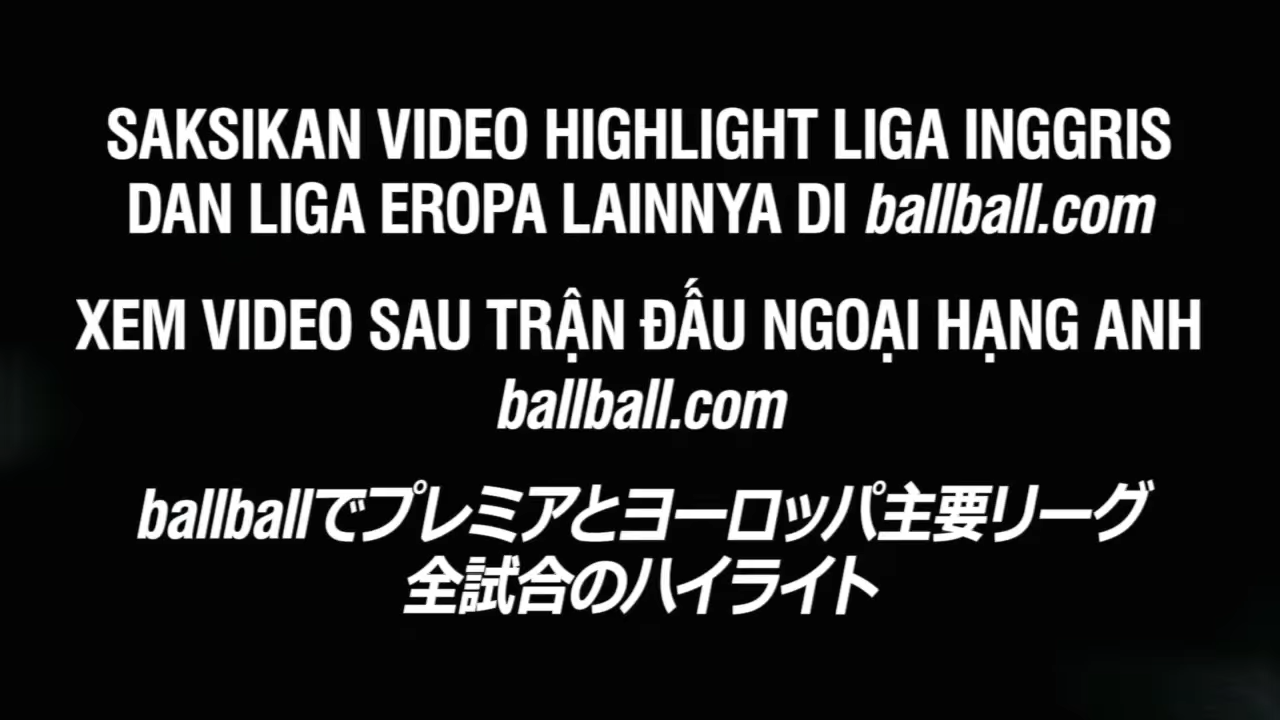 SAKSIKAN VIDEO HIGHLIGHT LIGA INGGRIS
DAN LIGA EROPA LAINNYA DI ballball.com
XEM VIDEO SAU TRẬN ĐẤU NGOẠI HẠNG ANH
ballball.com
ballballでプレミアとヨーロッパ主要リーグ
全試合のハイライト